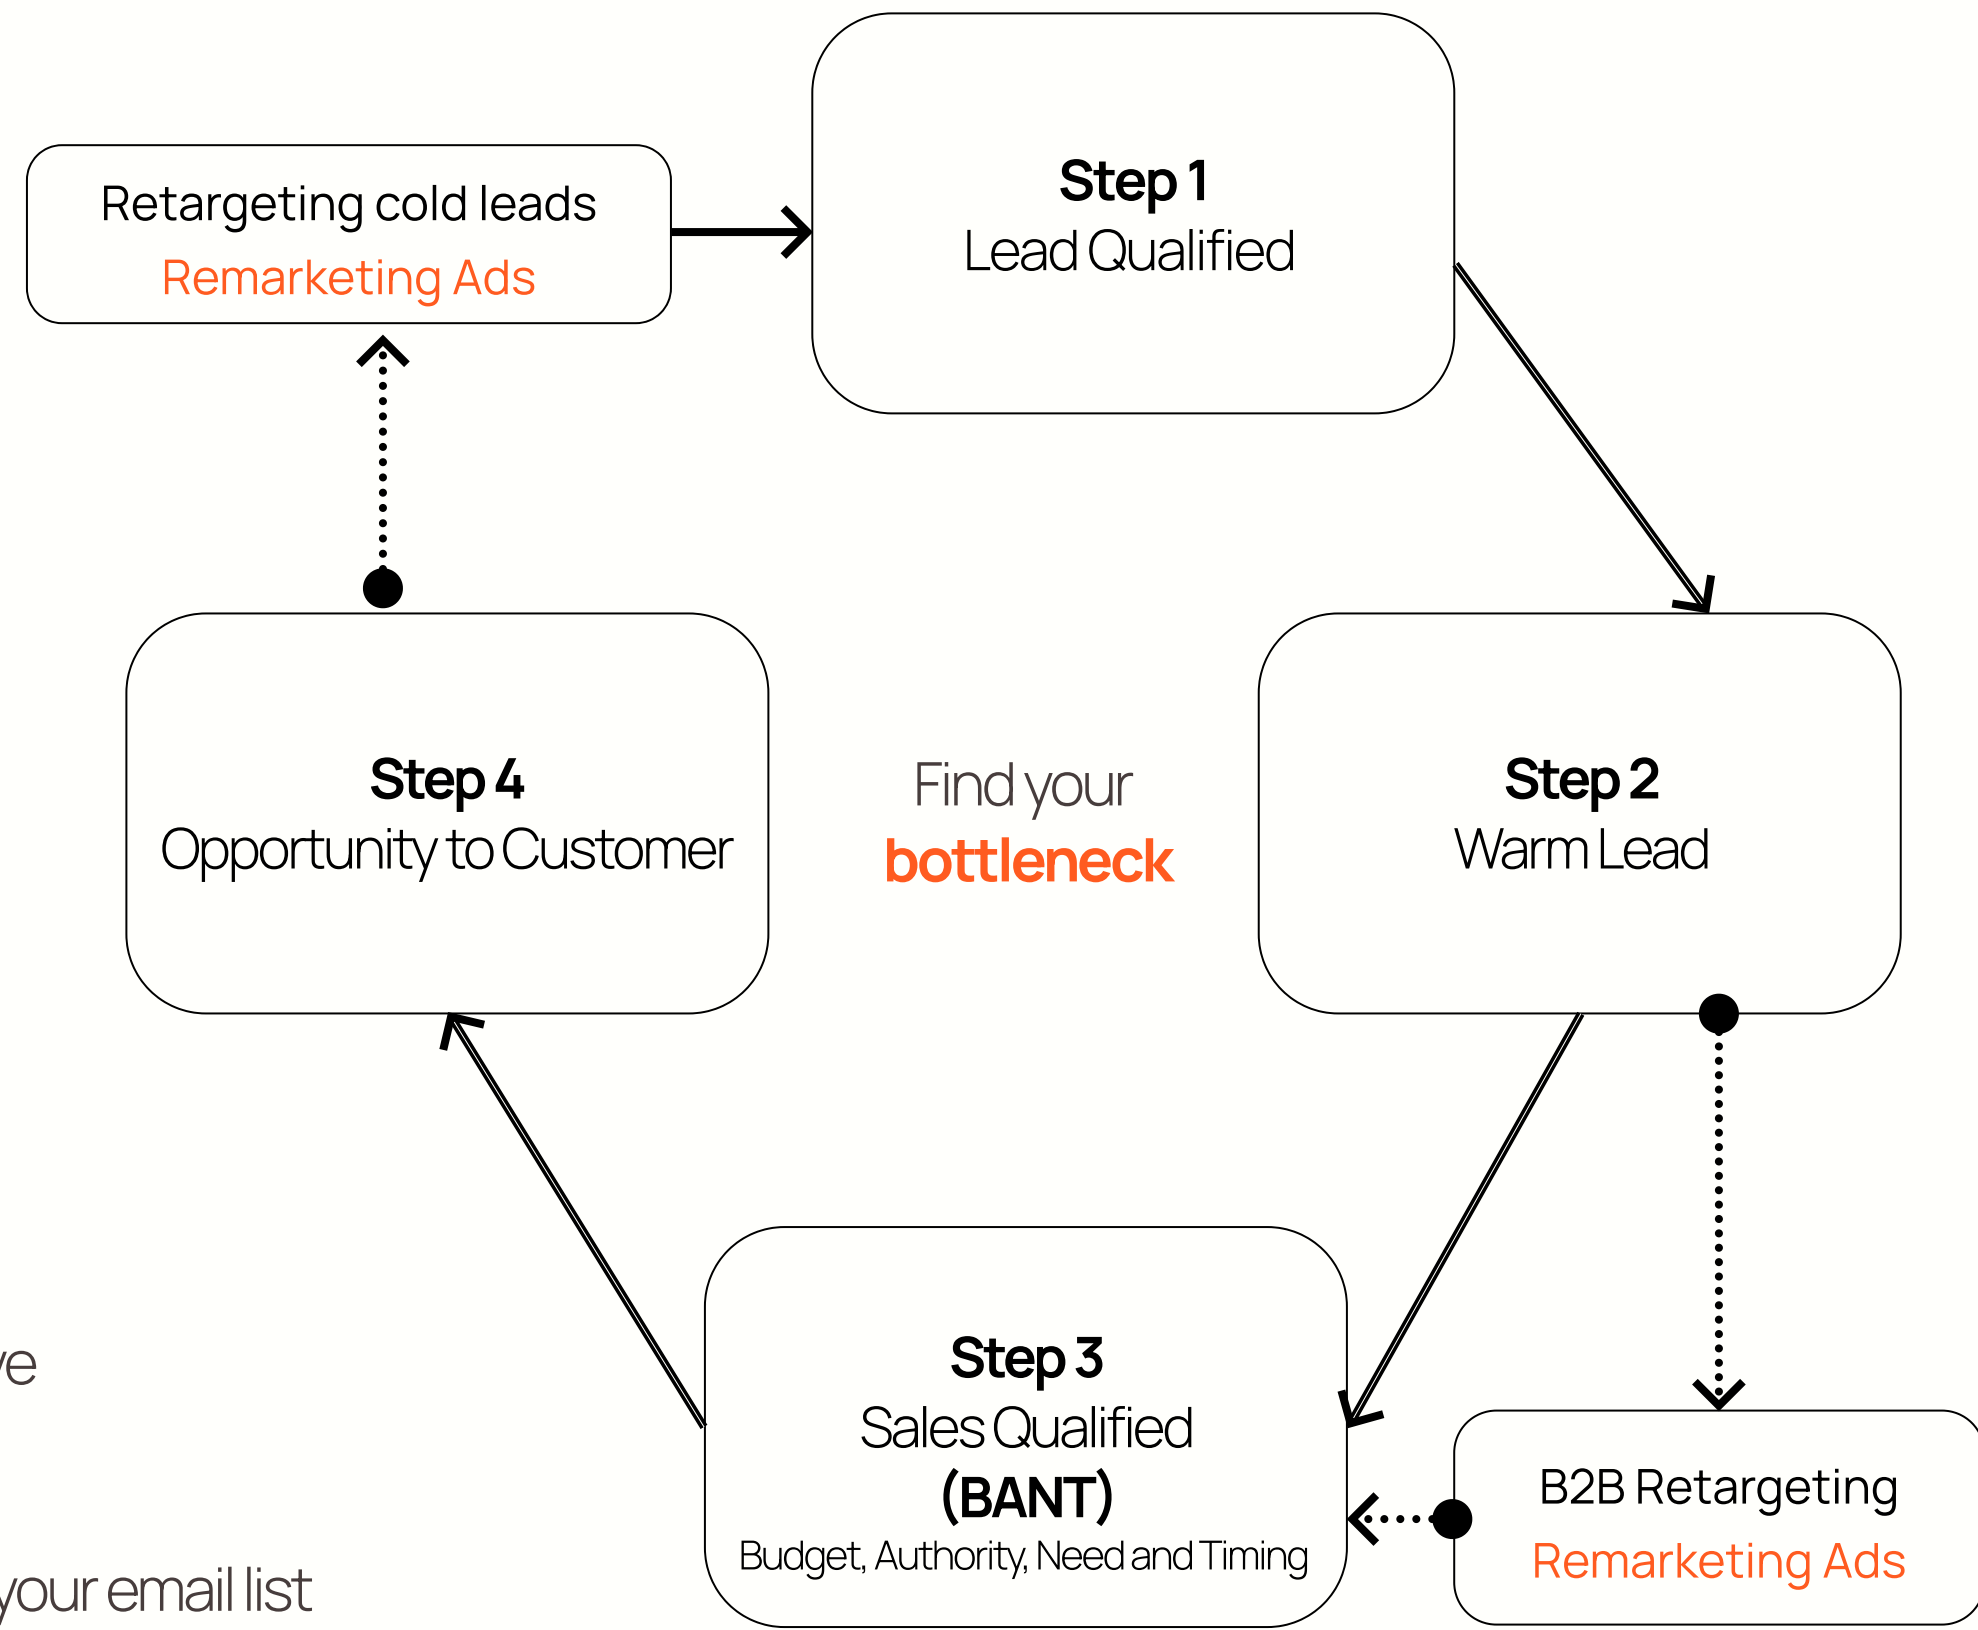 Step 1
Lead Qualified
Retargeting cold leads
Remarketing Ads
Step 4
Opportunity to Customer
Find your
bottleneck
Step 2
Warm Lead
Step 3
Sales Qualified
(BANT)
Budget, Authority, Need and Timing
B2B Retargeting
Remarketing Ads
your email list